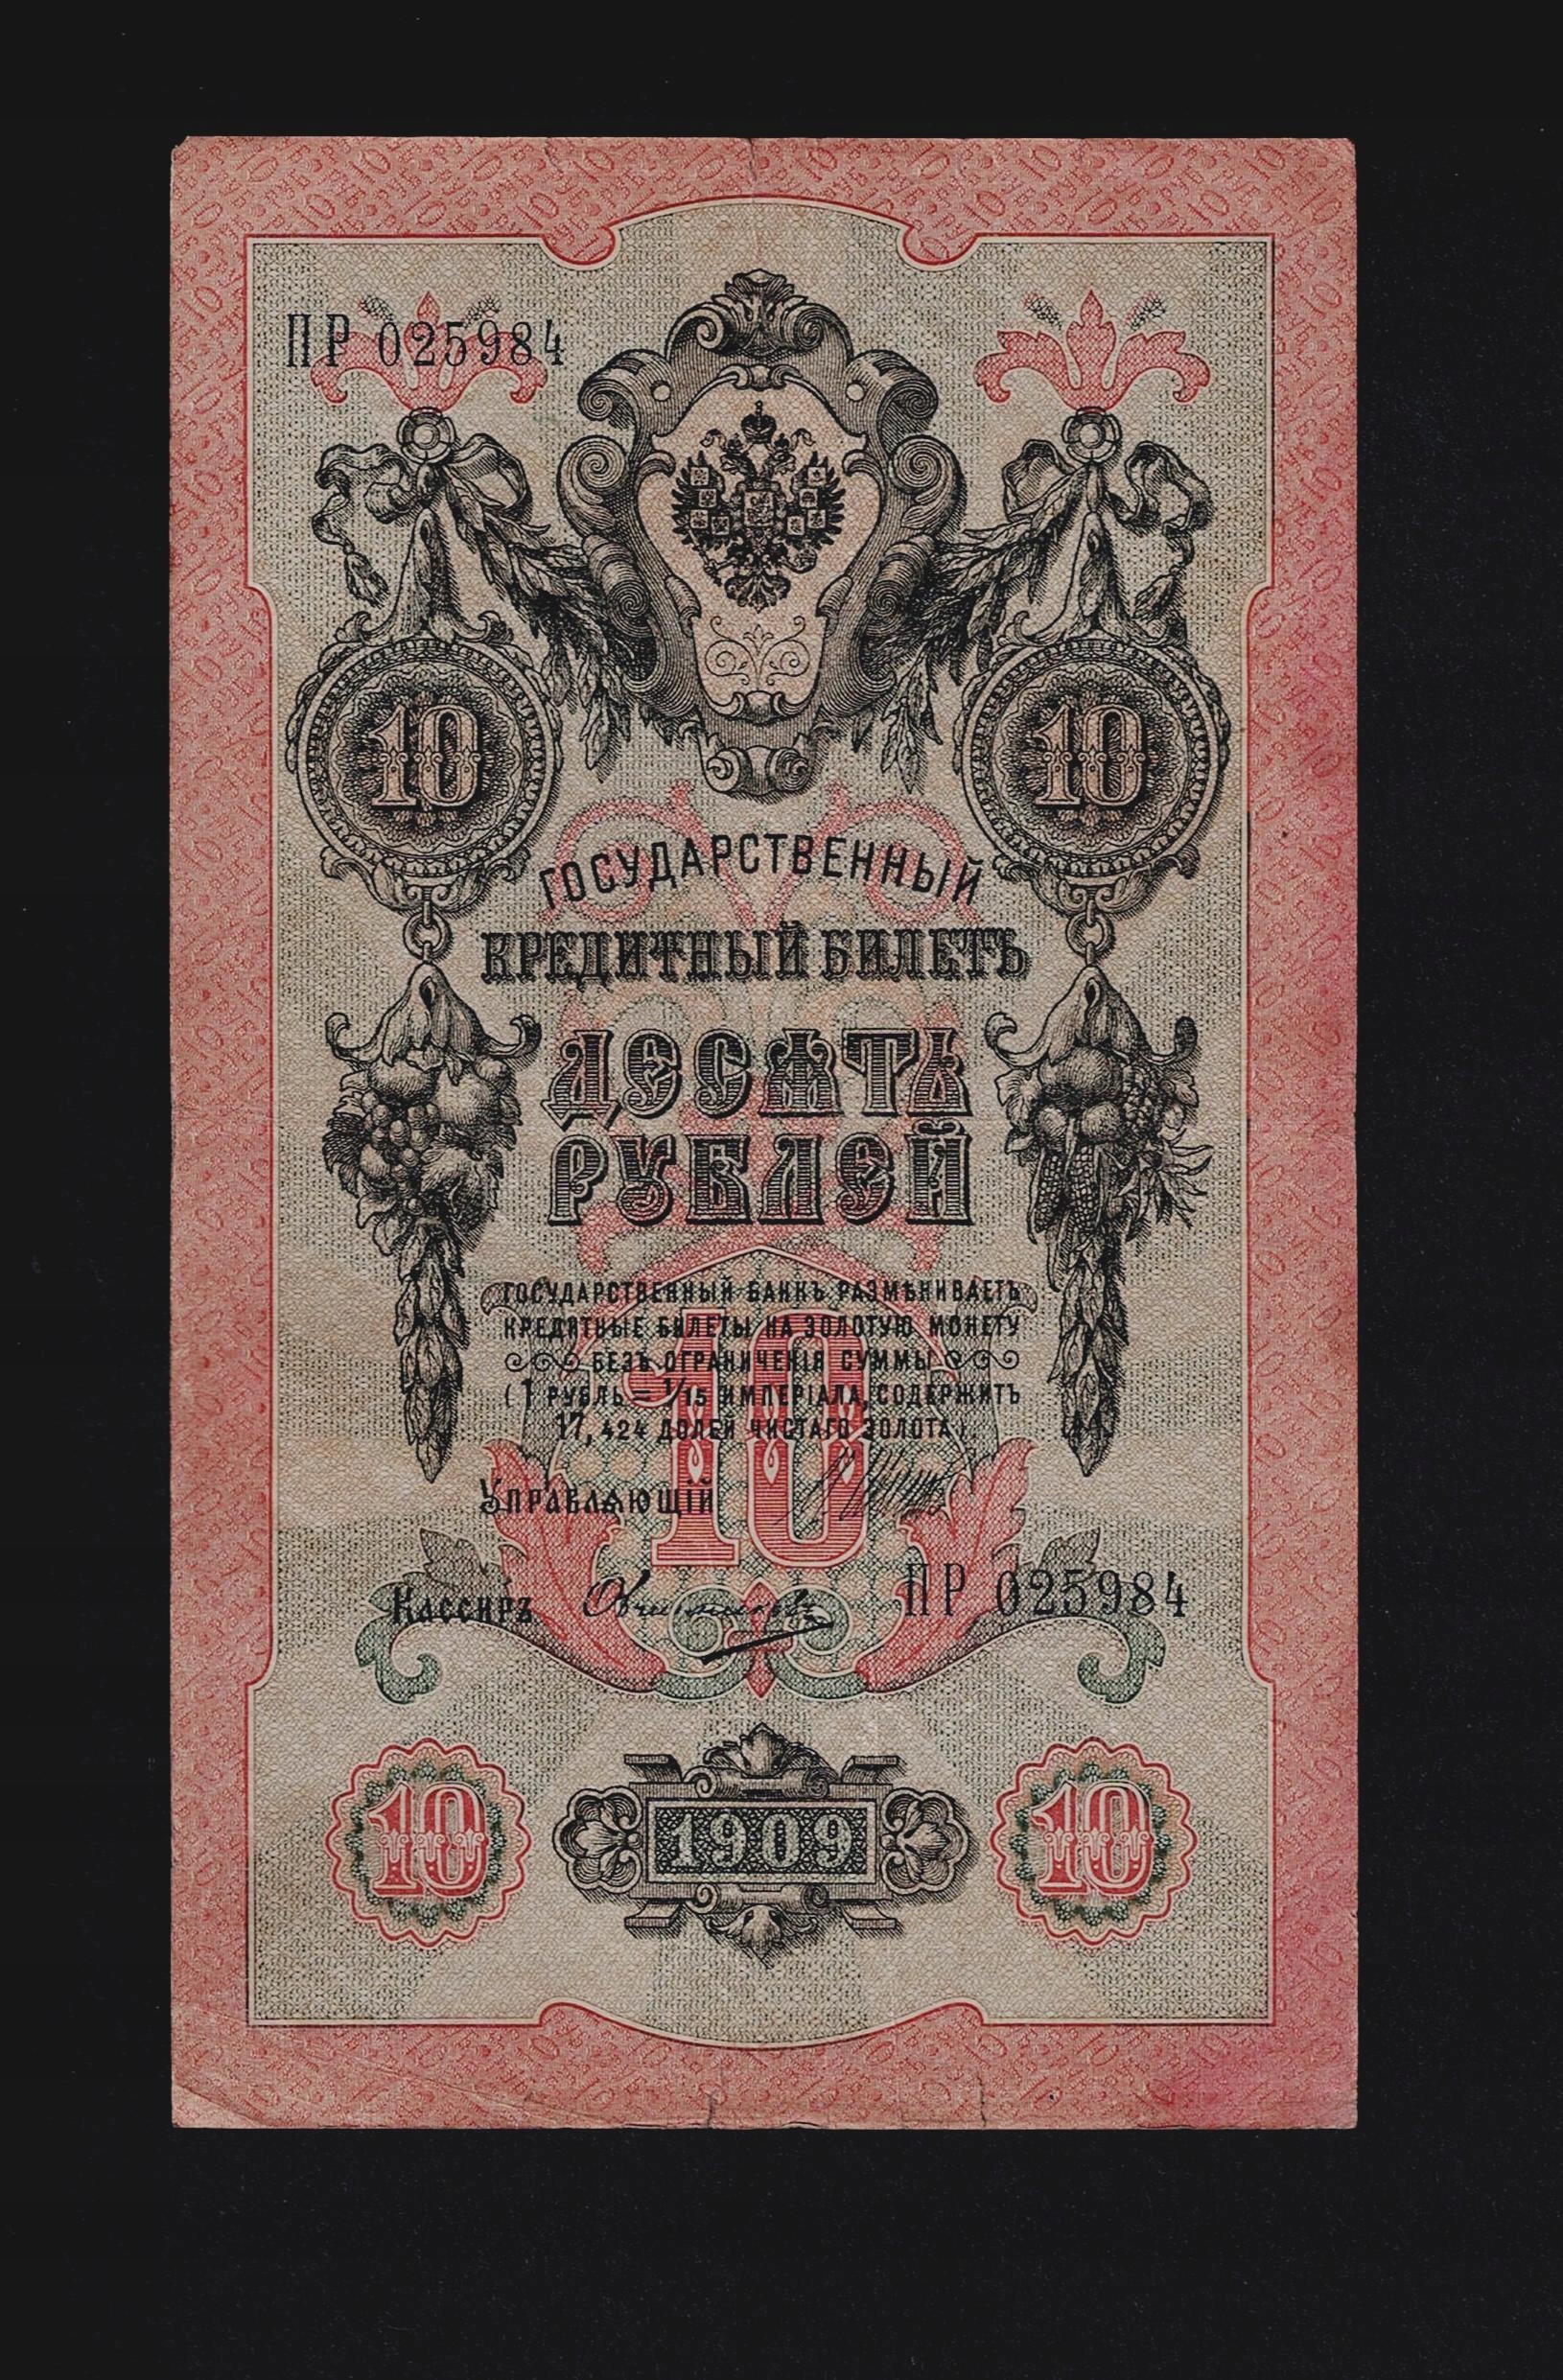 ПР 025984
10 10
ГОСУДАРСТВЕННЫЙ
КРЕДИТНЫЙ БИЛЕТЪ
ДЕСЯТЬ
РУБЛЕЙ
ГОСУДАРСТВЕННЫЙ БАНКЪ РАЗМѢНИВАЕТЪ
КРЕДИТНЫЕ БИЛЕТЫ НА ЗОЛОТУЮ МОНЕТУ
БЕЗЪ ОГРАНИЧЕНІЯ СУММЫ
(1 РУБЛЬ = 1/15 ИМПЕРІАЛА, СОДЕРЖИТЪ
17,424 ДОЛЕЙ ЧИСТАГО ЗОЛОТА).
10
УПРАВЛЯЮЩІЙ
КАССИРЪ
ПР 025984
10 1909 10